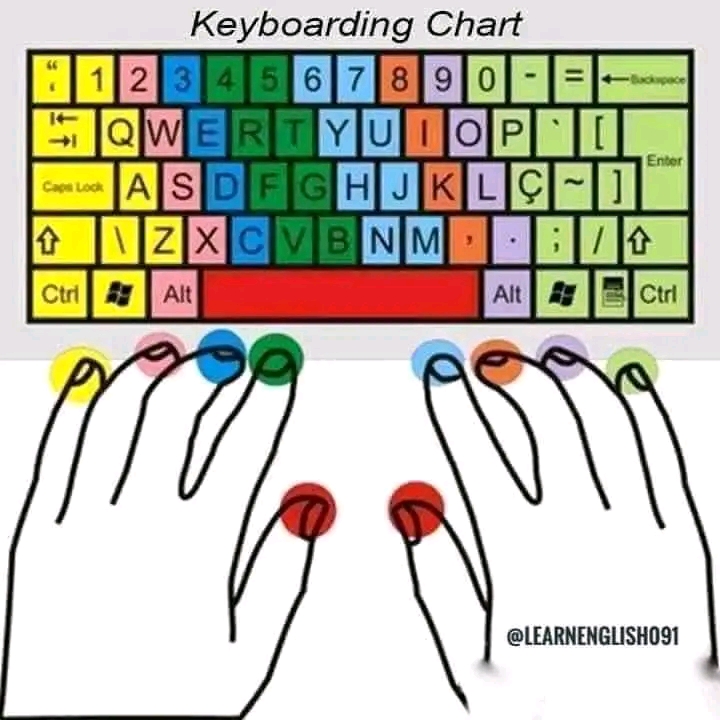 Keyboarding Chart
“ 1 2 3 4 5 6 7 8 9 0 - = Backspace
‘
Q W E R T Y U I O P ` [
Enter
Caps Lock A S D F G H J K L Ç ~ ]
\ Z X C V B N M , . ; /
Ctrl Alt Alt Ctrl
@LEARNENGLISH091